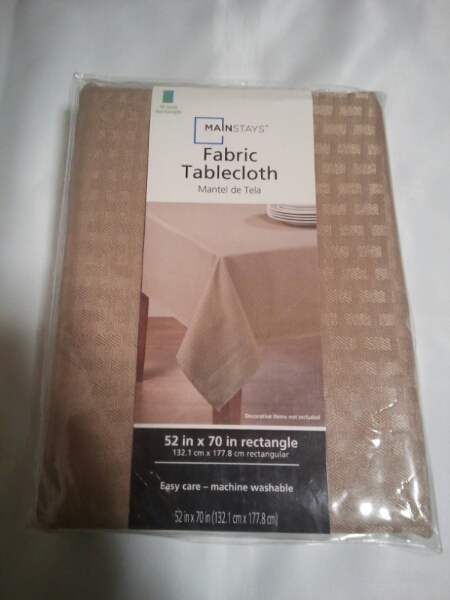 MAINSTAYS™
Fabric
Tablecloth
Mantel de Tela
Decorative items not included
52 in x 70 in rectangle
132.1 cm x 177.8 cm rectangular
Easy care – machine washable
52 in x 70 in (132.1 cm x 177.8 cm)